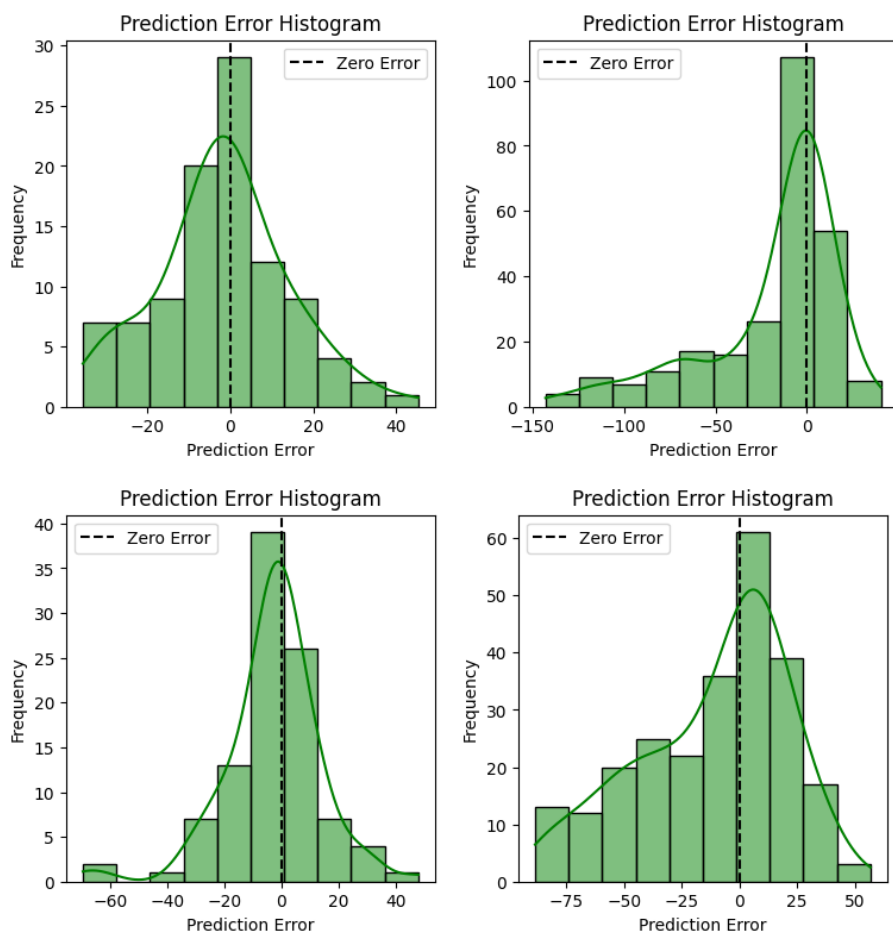 Prediction Error Histogram
Zero Error
Frequency
30
25
20
15
10
5
0
−20 0 20 40
Prediction Error
Prediction Error Histogram
Zero Error
Frequency
100
80
60
40
20
0
−150 −100 −50 0
Prediction Error
Prediction Error Histogram
Zero Error
Frequency
40
35
30
25
20
15
10
5
0
−60 −40 −20 0 20 40
Prediction Error
Prediction Error Histogram
Zero Error
Frequency
60
50
40
30
20
10
0
−75 −50 −25 0 25 50
Prediction Error